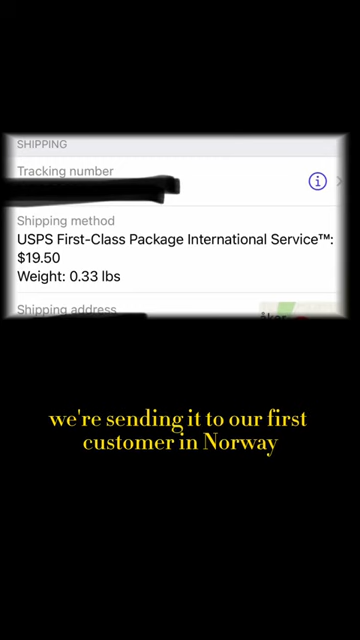 SHIPPING
Tracking number
Shipping method
USPS First-Class Package International Service™:
$19.50
Weight: 0.33 lbs
Shipping address
we're sending it to our first
customer in Norway